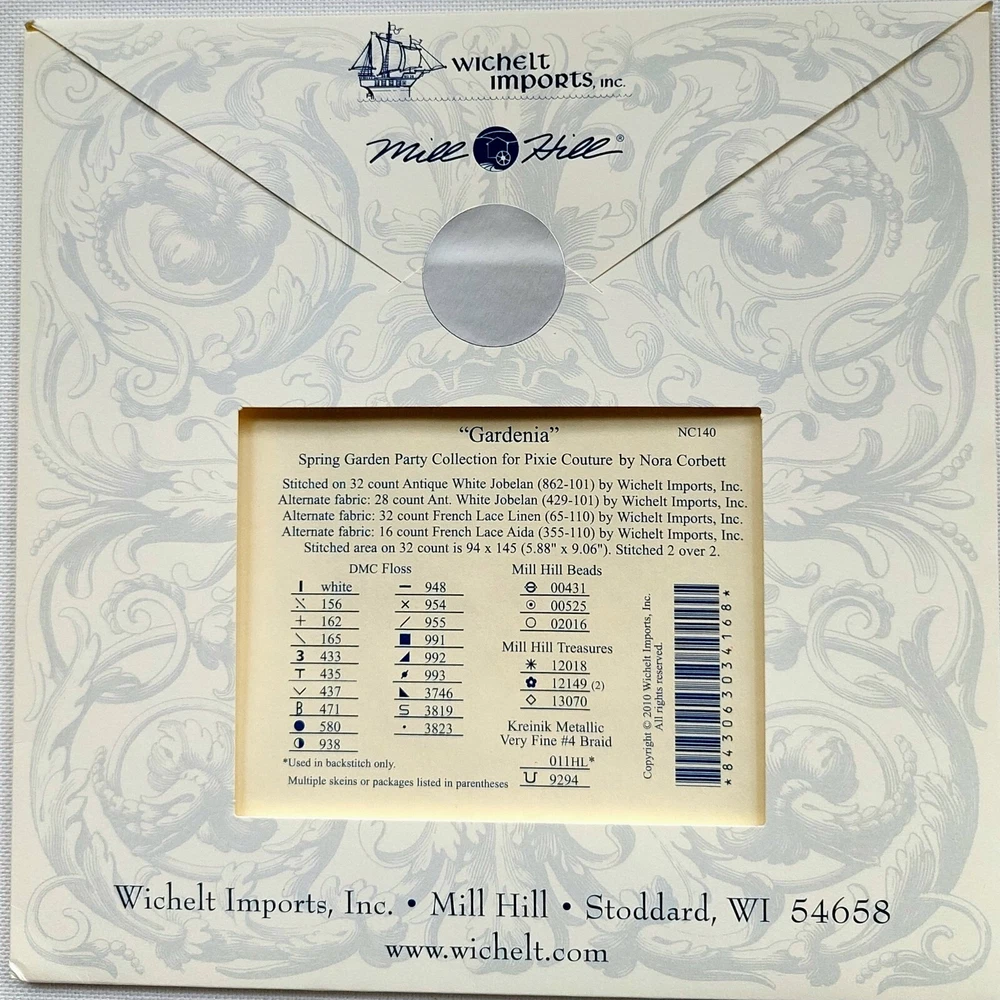 wichelt
imports, inc.
Mill Hill®
"Gardenia" NC140
Spring Garden Party Collection for Pixie Couture by Nora Corbett
Stitched on 32 count Antique White Jobelan (862-101) by Wichelt Imports, Inc.
Alternate fabric: 28 count Ant. White Jobelan (429-101) by Wichelt Imports, Inc.
Alternate fabric: 32 count French Lace Linen (65-110) by Wichelt Imports, Inc.
Alternate fabric: 16 count French Lace Aida (355-110) by Wichelt Imports, Inc.
Stitched area on 32 count is 94 x 145 (5.88" x 9.06"). Stitched 2 over 2.
DMC Floss
white
156
162
165
3 433
435
437
471
580
938
948
954
955
991
992
993
3746
3819
3823
*Used in backstitch only.
Multiple skeins or packages listed in parentheses
Mill Hill Beads
00431
00525
02016
Mill Hill Treasures
12018
12149 (2)
13070
Kreinik Metallic
Very Fine #4 Braid
011HL*
9294
Copyright © 2010 Wichelt Imports, Inc.
All rights reserved.
*843063034168*
Wichelt Imports, Inc. • Mill Hill • Stoddard, WI 54658
www.wichelt.com